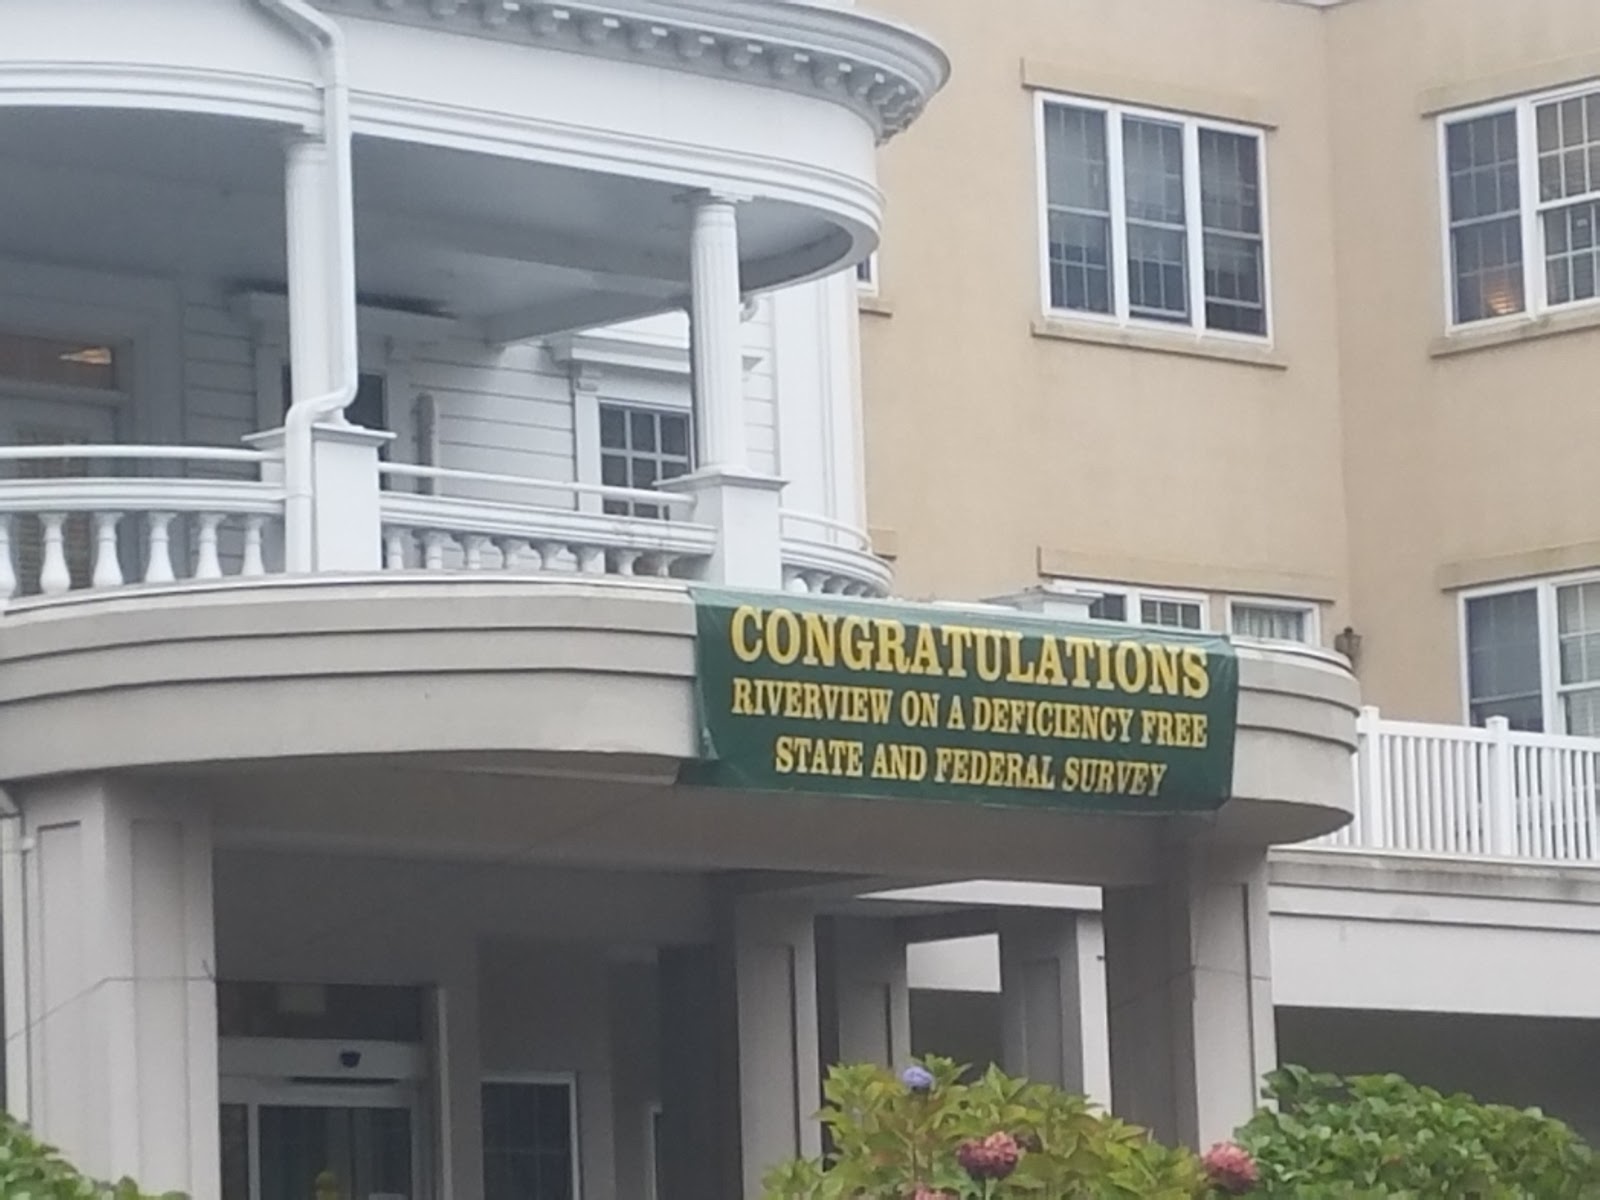 CONGRATULATIONS
RIVERVIEW ON A DEFICIENCY FREE
STATE AND FEDERAL SURVEY